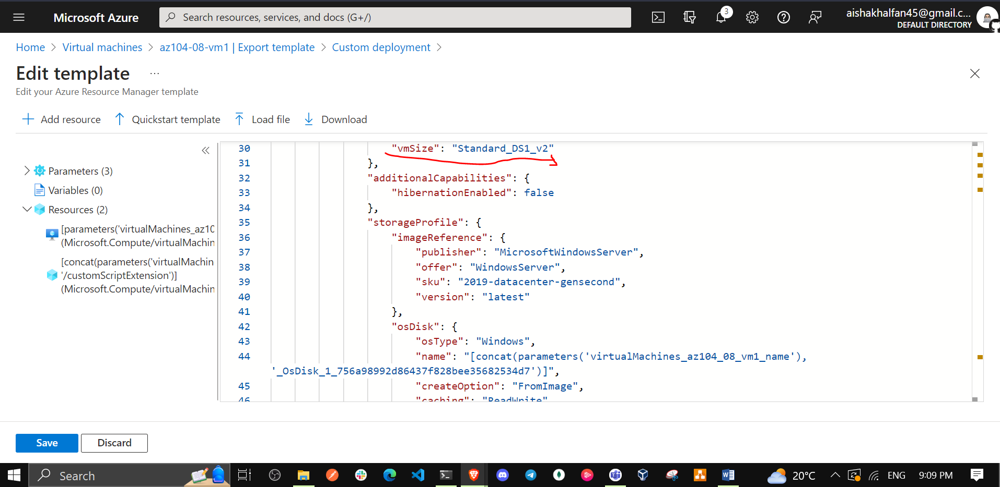 Microsoft Azure
Search resources, services, and docs (G+/)
3
aishakhalfan45@gmail.c...
DEFAULT DIRECTORY
Home > Virtual machines > az104-08-vm1 | Export template > Custom deployment >
Edit template ...
Edit your Azure Resource Manager template
Add resource Quickstart template Load file Download
«
Parameters (3)
Variables (0)
Resources (2)
[parameters('virtualMachines_az10
(Microsoft.Compute/virtualMachin
[concat(parameters('virtualMachin
'/customScriptExtension')]
(Microsoft.Compute/virtualMachin
30 "vmSize": "Standard_DS1_v2"
31 },
32 "additionalCapabilities": {
33 "hibernationEnabled": false
34 },
35 "storageProfile": {
36 "imageReference": {
37 "publisher": "MicrosoftWindowsServer",
38 "offer": "WindowsServer",
39 "sku": "2019-datacenter-gensecond",
40 "version": "latest"
41 },
42 "osDisk": {
43 "osType": "Windows",
44 "name": "[concat(parameters('virtualMachines_az104_08_vm1_name'),
'_OsDisk_1_756a98992d86437f828bee35682534d7')]",
45 "createOption": "FromImage",
46 "caching": "ReadWrite"
Save Discard
Search
20°C
ENG
9:09 PM